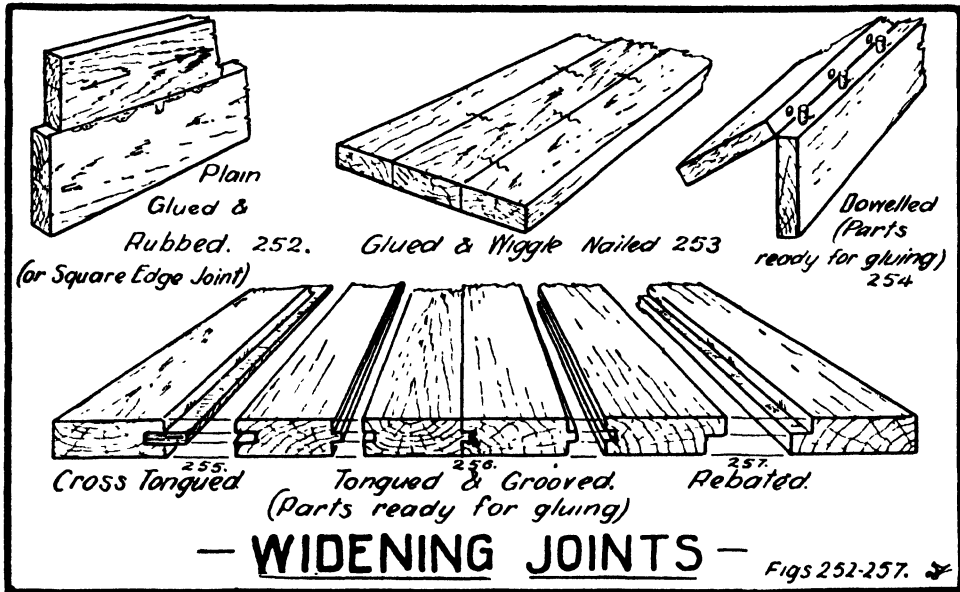 Plain
Glued &
Rubbed. 252.
(or Square Edge Joint)
Glued & Wiggle Nailed 253
Dowelled
(Parts
ready for gluing)
254
255.
Cross Tongued
256.
Tongued & Grooved.
(Parts ready for gluing)
257.
Rebated.
— WIDENING JOINTS —
Figs 252-257.